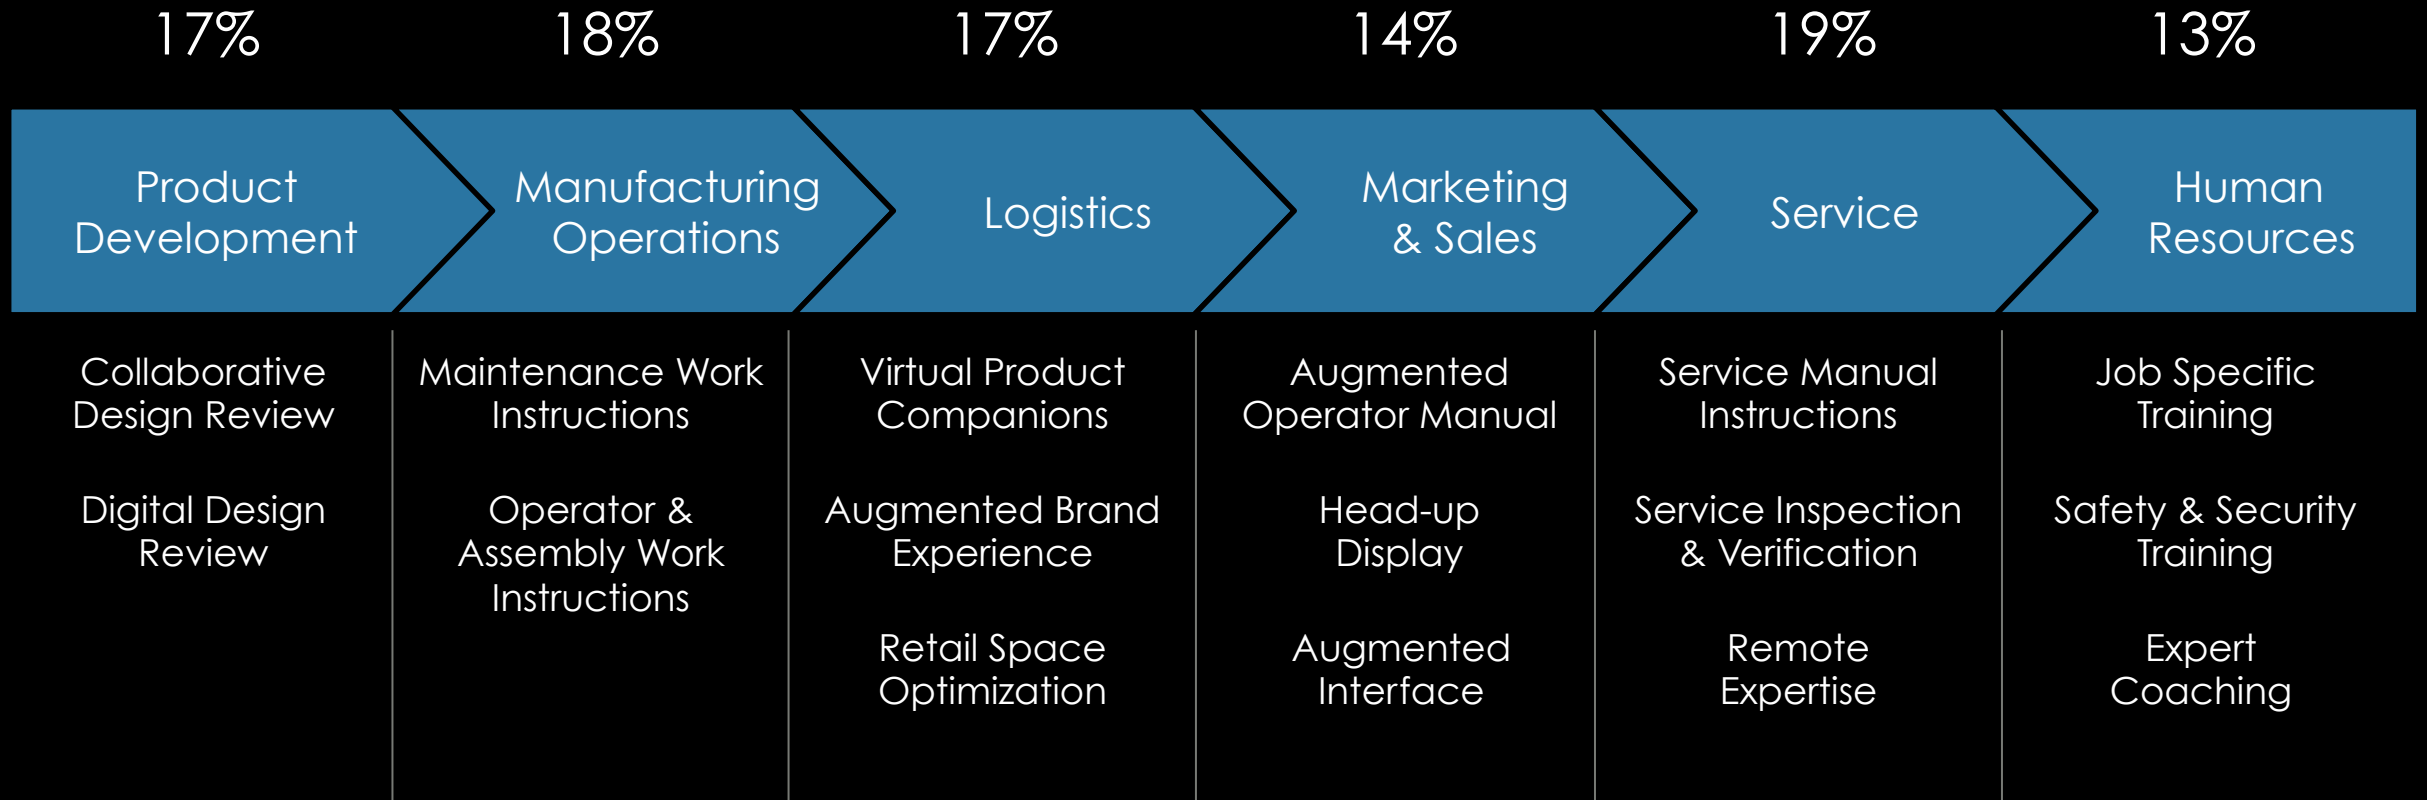 17%
18%
17%
14%
19%
13%
Product
Development
Manufacturing
Operations
Logistics
Marketing
& Sales
Service
Human
Resources
Collaborative
Design Review
Digital Design
Review
Maintenance Work
Instructions
Operator &
Assembly Work
Instructions
Virtual Product
Companions
Augmented Brand
Experience
Retail Space
Optimization
Augmented
Operator Manual
Head-up
Display
Augmented
Interface
Service Manual
Instructions
Service Inspection
& Verification
Remote
Expertise
Job Specific
Training
Safety & Security
Training
Expert
Coaching